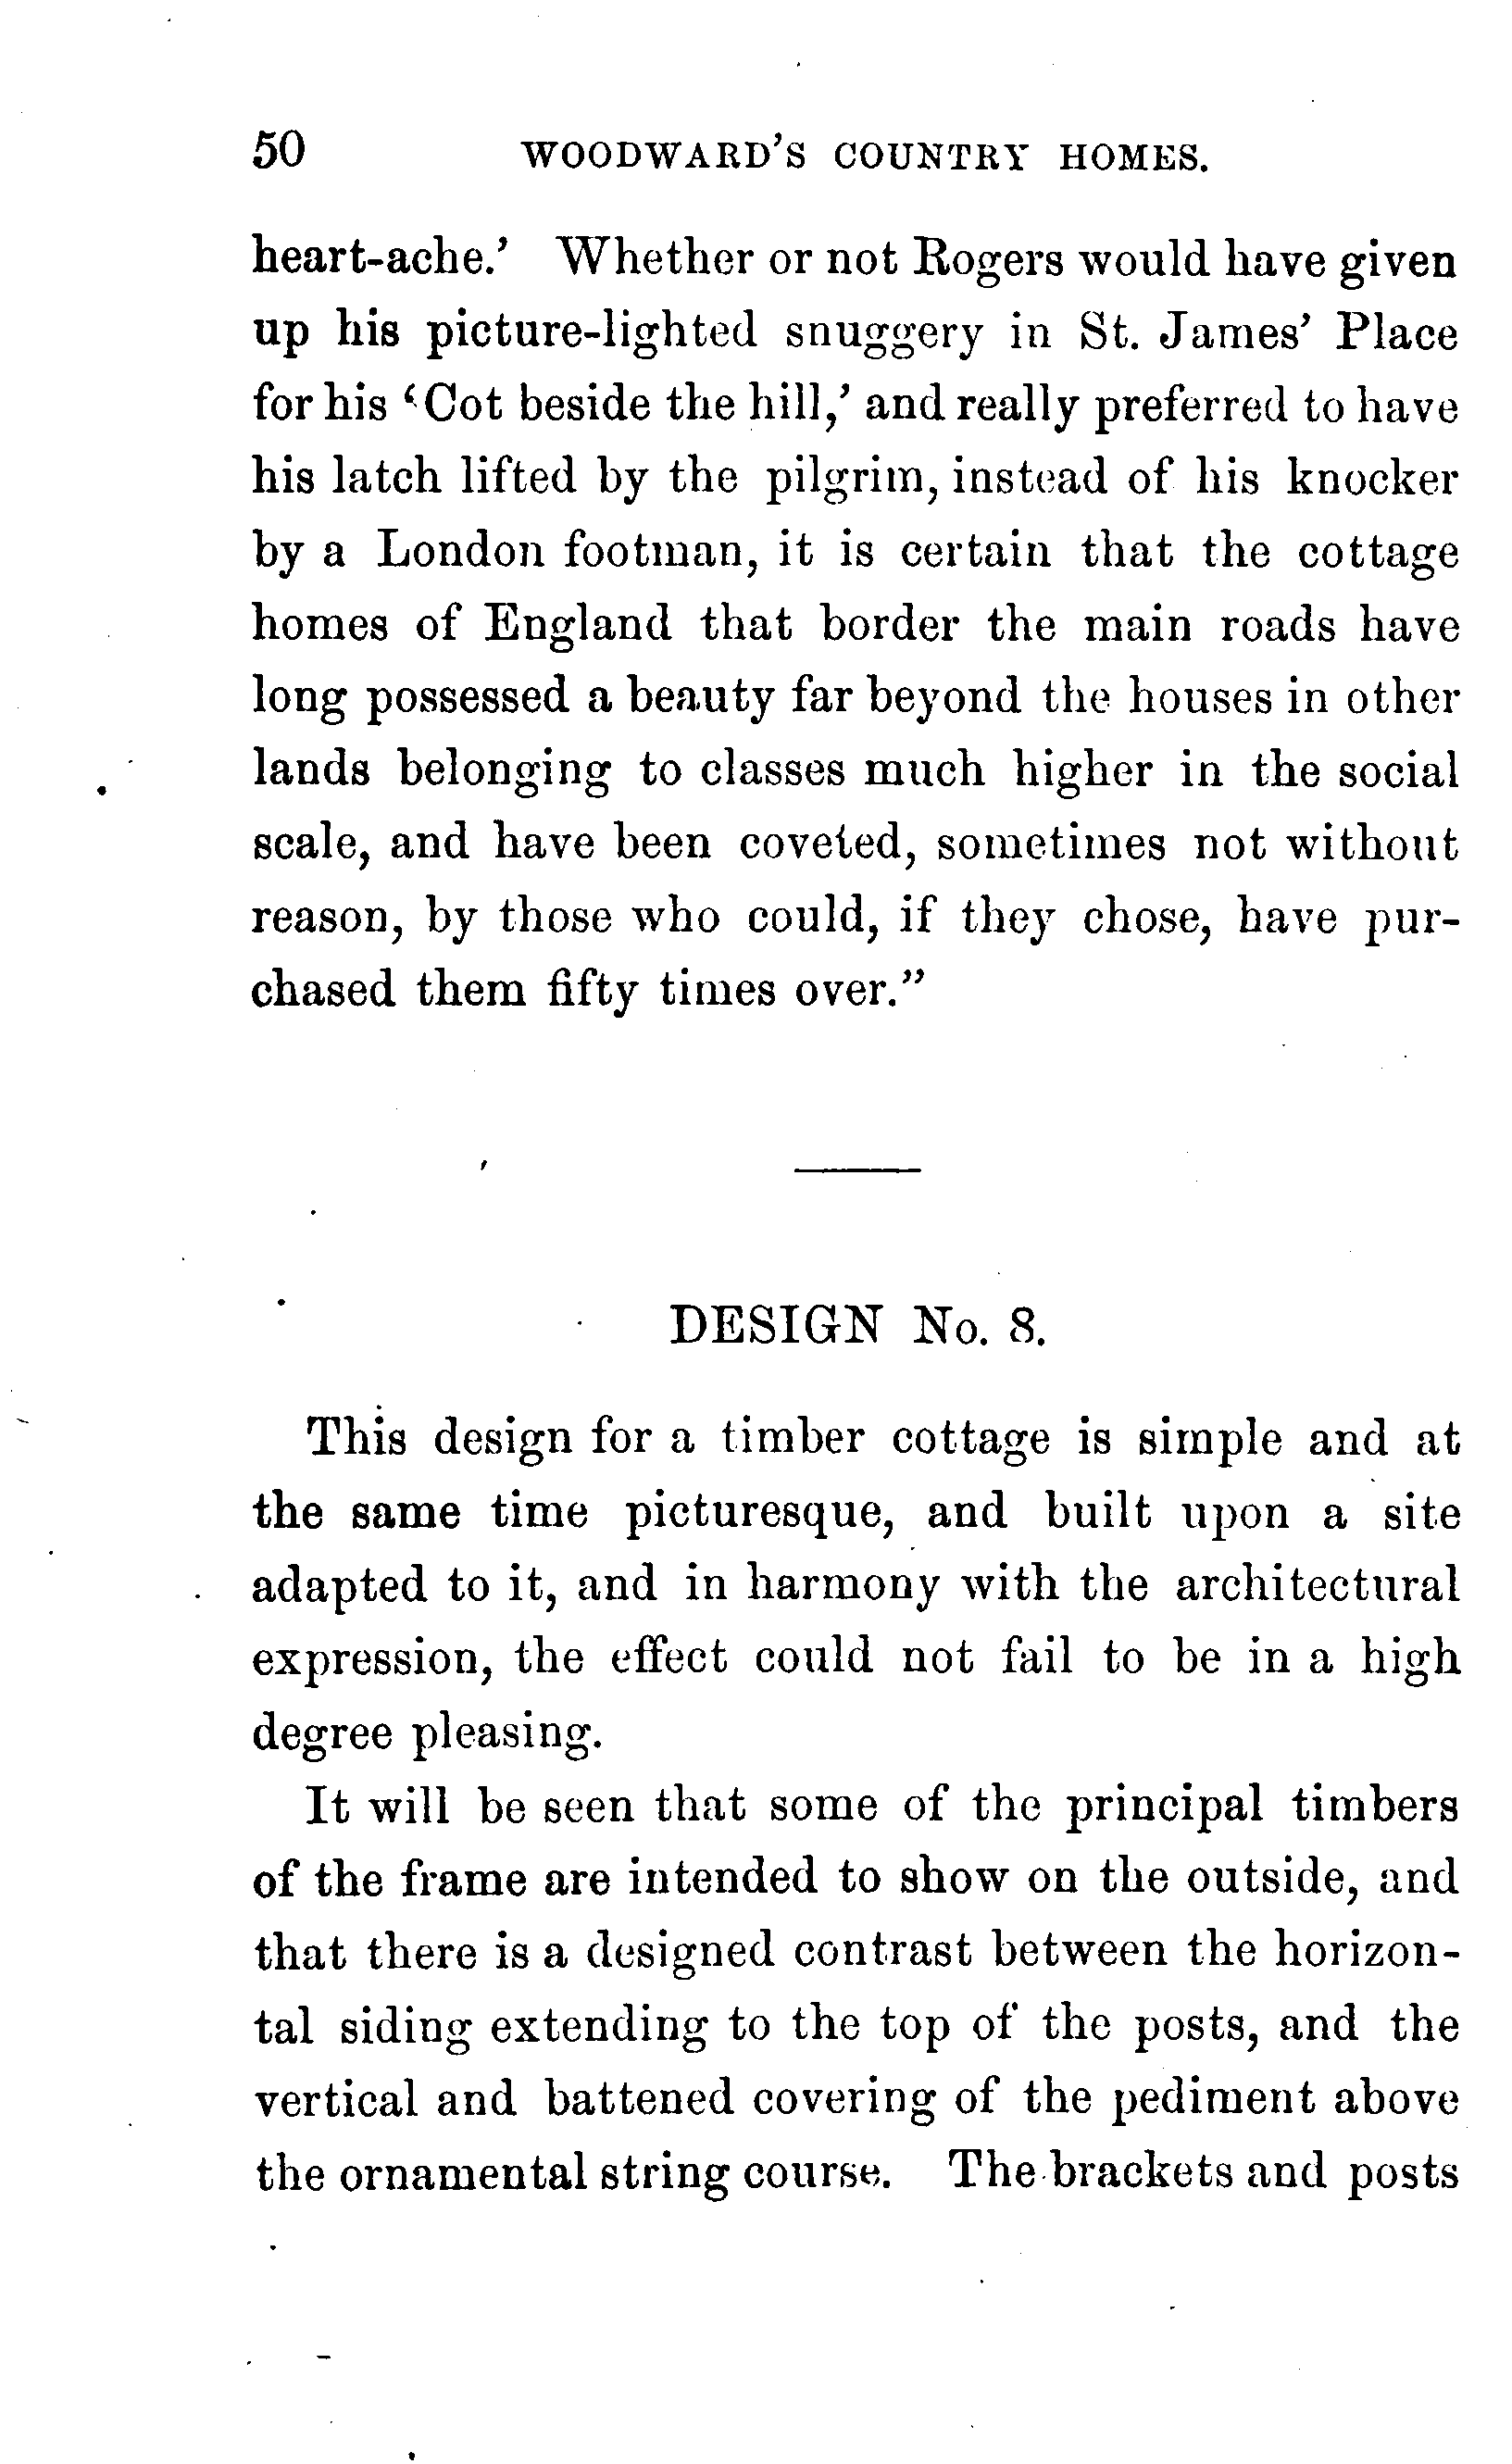 50 WOODWARD'S COUNTRY HOMES.
heart-ache.' Whether or not Rogers would have given
up his picture-lighted snuggery in St. James' Place
for his 'Cot beside the hill,' and really preferred to have
his latch lifted by the pilgrim, instead of his knocker
by a London footman, it is certain that the cottage
homes of England that border the main roads have
long possessed a beauty far beyond the houses in other
lands belonging to classes much higher in the social
scale, and have been coveted, sometimes not without
reason, by those who could, if they chose, have pur-
chased them fifty times over."
DESIGN No. 8.
This design for a timber cottage is simple and at
the same time picturesque, and built upon a site
adapted to it, and in harmony with the architectural
expression, the effect could not fail to be in a high
degree pleasing.
It will be seen that some of the principal timbers
of the frame are intended to show on the outside, and
that there is a designed contrast between the horizon-
tal siding extending to the top of the posts, and the
vertical and battened covering of the pediment above
the ornamental string course. The brackets and posts